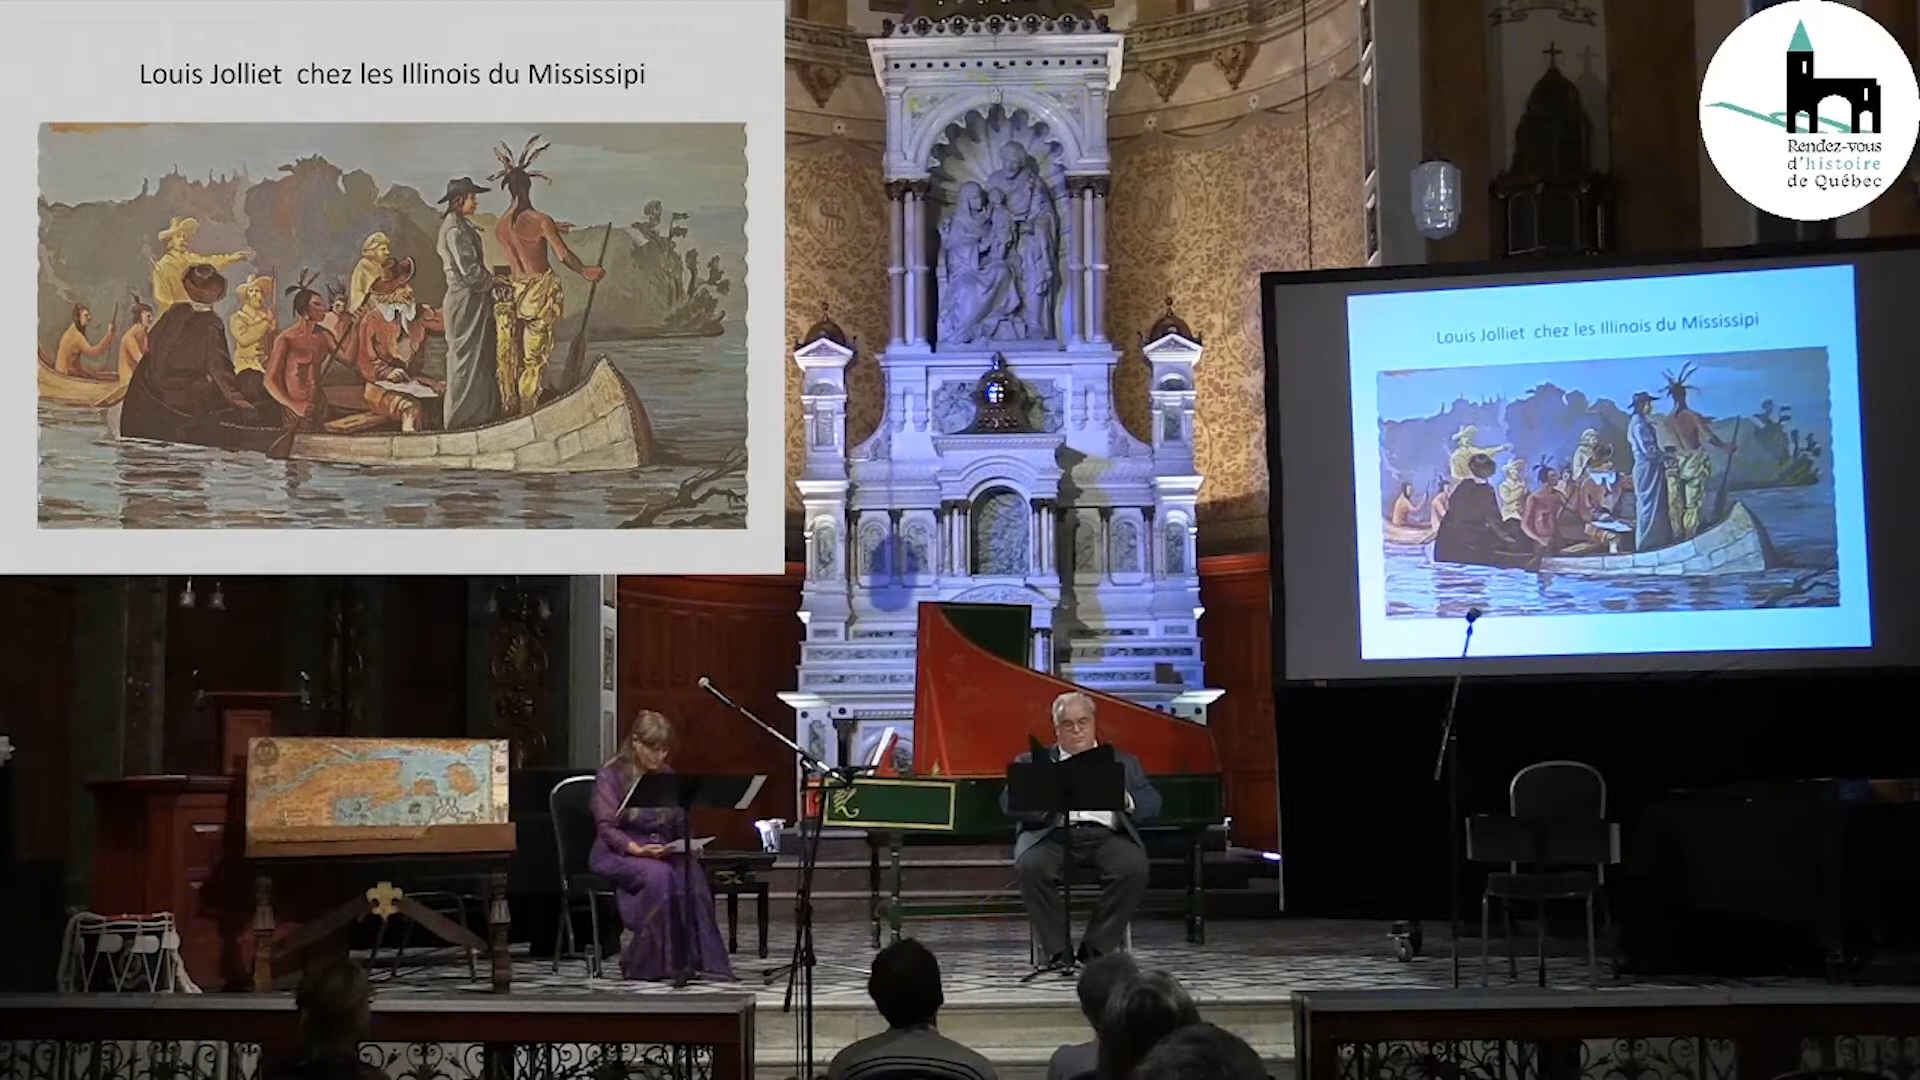 Louis Jolliet chez les Illinois du Mississipi
Rendez-vous
d'histoire
de Québec
Louis Jolliet chez les Illinois du Mississipi